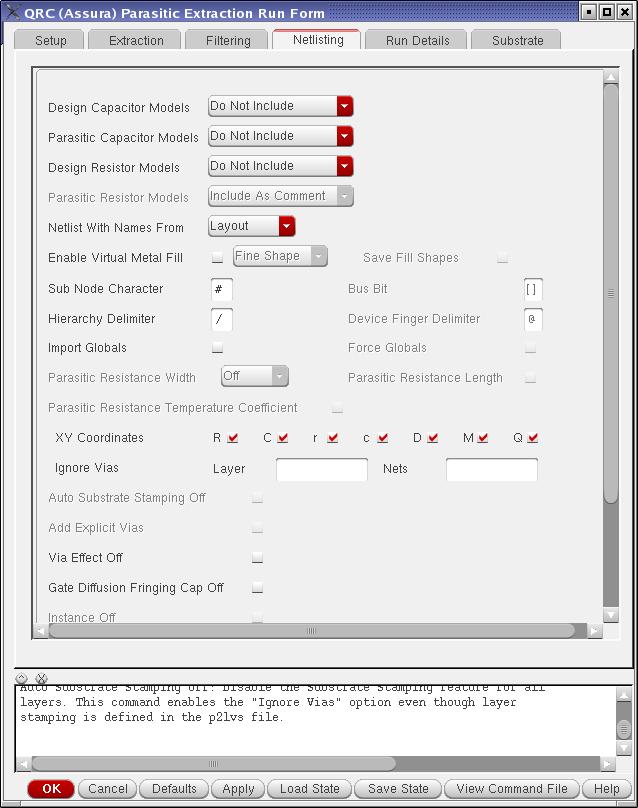 QRC (Assura) Parasitic Extraction Run Form
Setup Extraction Filtering Netlisting Run Details Substrate
Design Capacitor Models Do Not Include
Parasitic Capacitor Models Do Not Include
Design Resistor Models Do Not Include
Parasitic Resistor Models Include As Comment
Netlist With Names From Layout
Enable Virtual Metal Fill Fine Shape Save Fill Shapes
Sub Node Character # Bus Bit []
Hierarchy Delimiter / Device Finger Delimiter @
Import Globals Force Globals
Parasitic Resistance Width Off Parasitic Resistance Length
Parasitic Resistance Temperature Coefficient
XY Coordinates R C r c D M Q
Ignore Vias Layer Nets
Auto Substrate Stamping Off
Add Explicit Vias
Via Effect Off
Gate Diffusion Fringing Cap Off
Instance Off
Auto Substrate Stamping Off: Disable the Substrate Stamping feature for all
layers. This command enables the "Ignore Vias" option even though layer
stamping is defined in the p2lvs file.
OK Cancel Defaults Apply Load State Save State View Command File Help